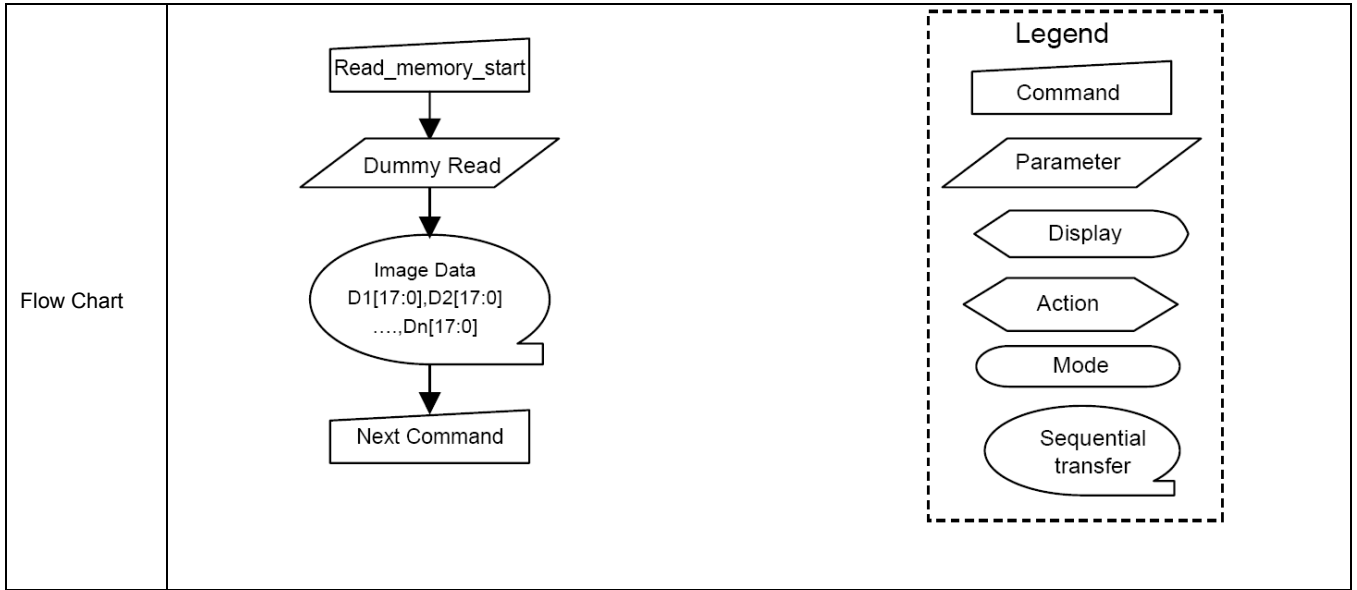 Flow Chart
Read_memory_start
Dummy Read
Image Data
D1[17:0],D2[17:0]
....,Dn[17:0]
Next Command
Legend
Command
Parameter
Display
Action
Mode
Sequential
transfer